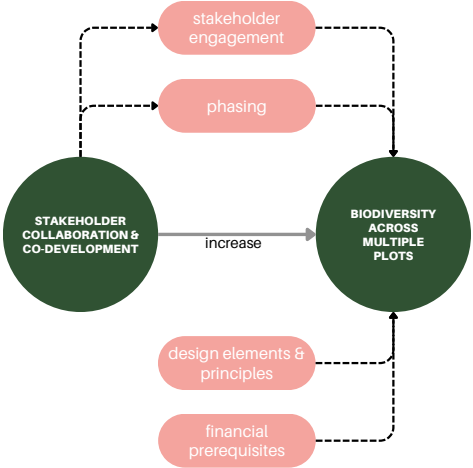 stakeholder
engagement
phasing
STAKEHOLDER
COLLABORATION &
CO-DEVELOPMENT
increase
BIODIVERSITY
ACROSS
MULTIPLE
PLOTS
design elements &
principles
financial
prerequisites